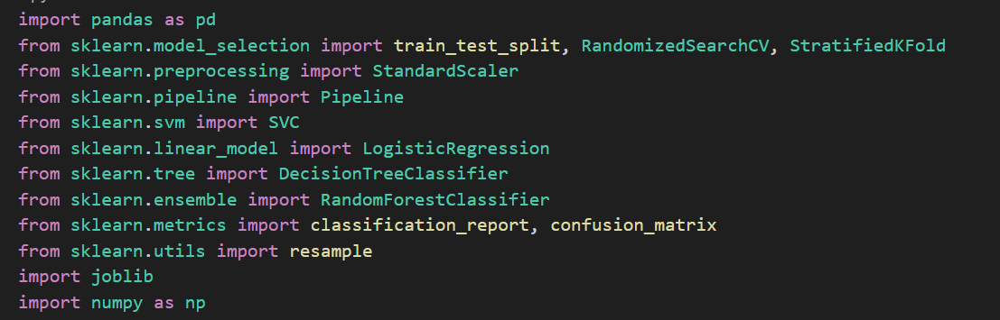 import pandas as pd
from sklearn.model_selection import train_test_split, RandomizedSearchCV, StratifiedKFold
from sklearn.preprocessing import StandardScaler
from sklearn.pipeline import Pipeline
from sklearn.svm import SVC
from sklearn.linear_model import LogisticRegression
from sklearn.tree import DecisionTreeClassifier
from sklearn.ensemble import RandomForestClassifier
from sklearn.metrics import classification_report, confusion_matrix
from sklearn.utils import resample
import joblib
import numpy as np